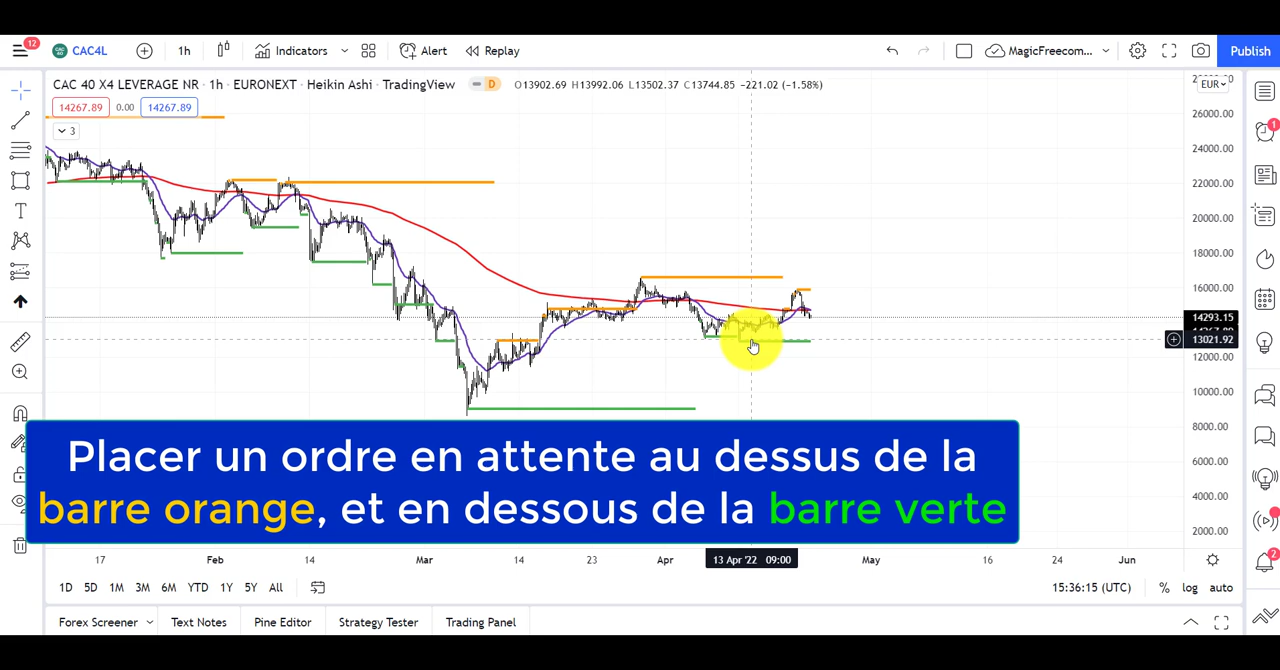 12
CAC4L
1h
Indicators
Alert
Replay
MagicFreecom...
Publish
CAC 40 X4 LEVERAGE NR · 1h · EURONEXT · Heikin Ashi · TradingView
D
O13902.69 H13992.06 L13502.37 C13744.85 −221.02 (−1.58%)
EUR
14267.89 0.00 14267.89
3
1
26000.00
24000.00
22000.00
20000.00
18000.00
16000.00
14293.15
13021.92
12000.00
10000.00
8000.00
6000.00
4000.00
2000.00
Placer un ordre en attente au dessus de la
barre orange, et en dessous de la barre verte
17 Feb 14 Mar 14 23 Apr 13 Apr '22 09:00 May 16 24 Jun
2
1D 5D 1M 3M 6M YTD 1Y 5Y All
15:36:15 (UTC) % log auto
Forex Screener Text Notes Pine Editor Strategy Tester Trading Panel